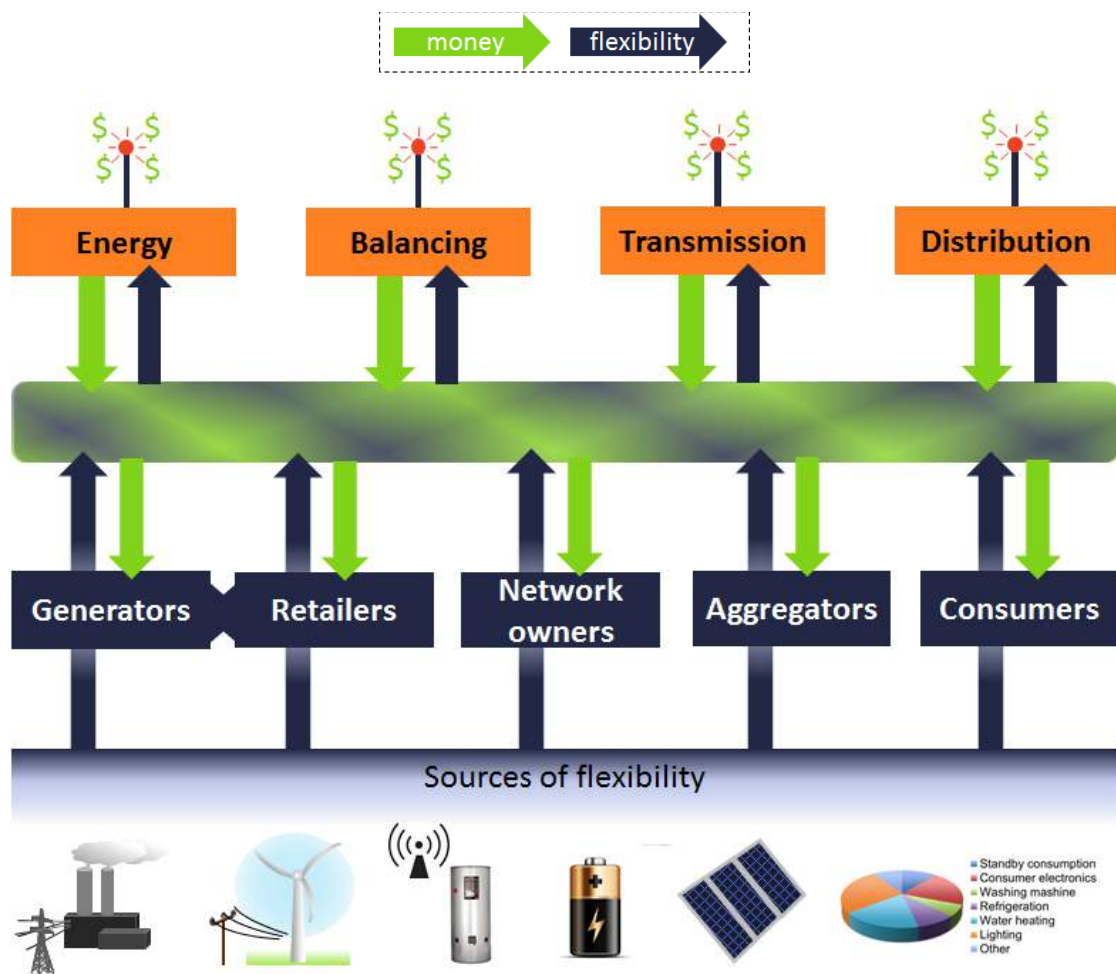 money
flexibility
$ $ $ $ $ $ $ $
$ $ $ $ $ $ $ $
Energy
Balancing
Transmission
Distribution
Generators
Retailers
Network
owners
Aggregators
Consumers
Sources of flexibility
Standby consumption
Consumer electronics
Washing mashine
Refrigeration
Water heating
Lighting
Other